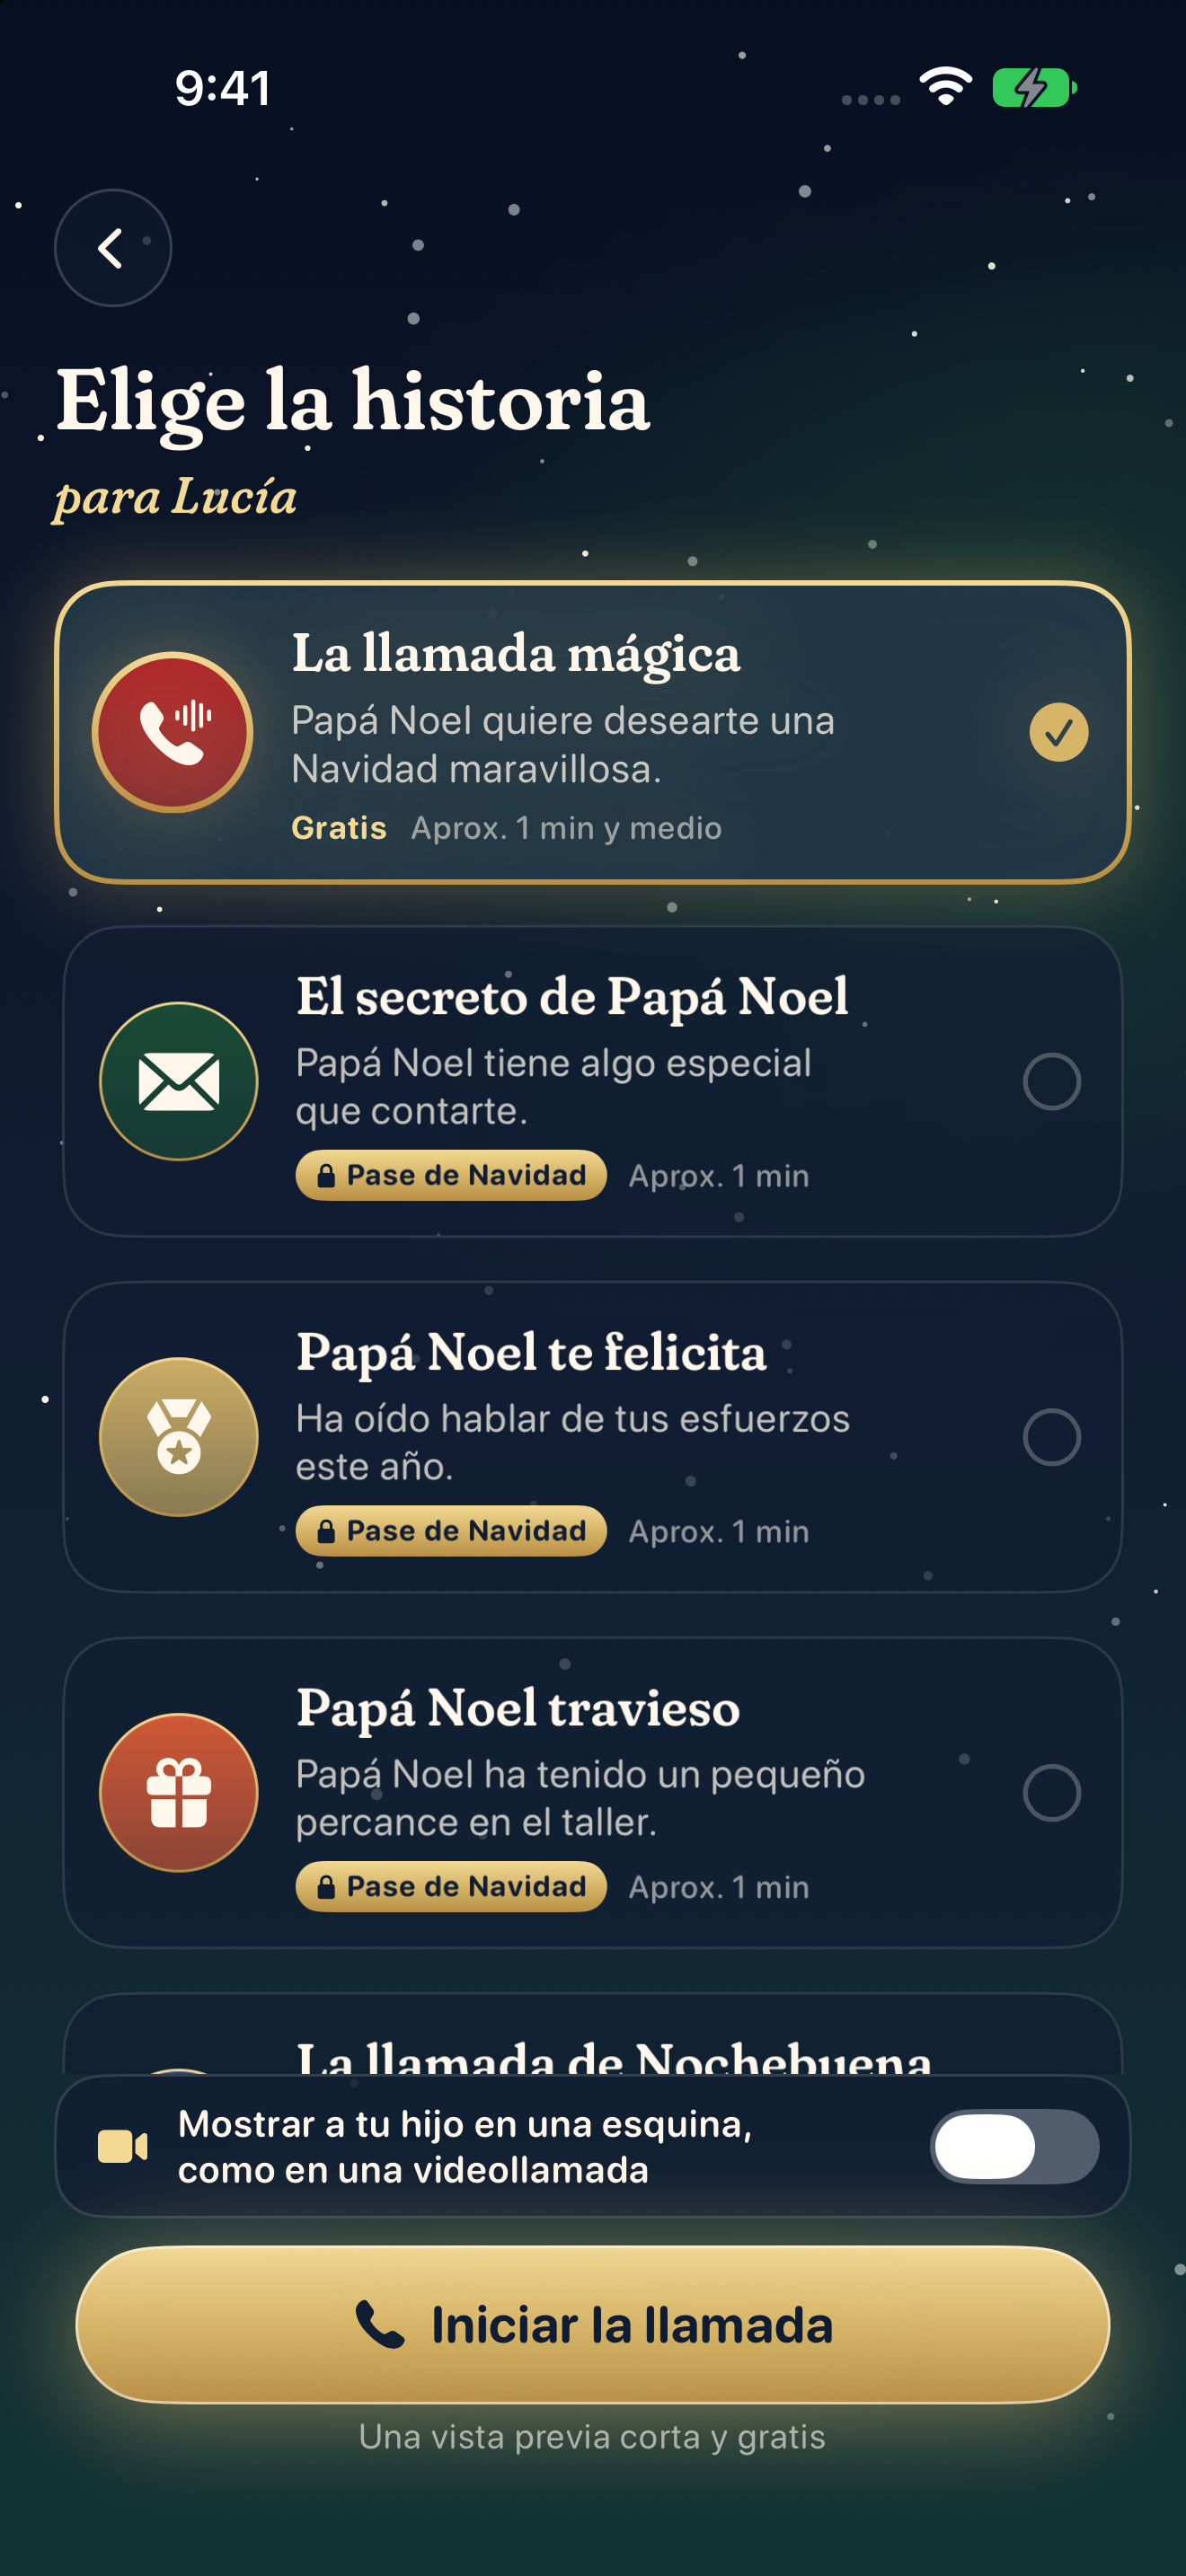 9:41
Elige la historia
para Lucía
La llamada mágica
Papá Noel quiere desearte una
Navidad maravillosa.
Gratis Aprox. 1 min y medio
El secreto de Papá Noel
Papá Noel tiene algo especial
que contarte.
Pase de Navidad Aprox. 1 min
Papá Noel te felicita
Ha oído hablar de tus esfuerzos
este año.
Pase de Navidad Aprox. 1 min
Papá Noel travieso
Papá Noel ha tenido un pequeño
percance en el taller.
Pase de Navidad Aprox. 1 min
La llamada de Nochebuena
Mostrar a tu hijo en una esquina,
como en una videollamada
Iniciar la llamada
Una vista previa corta y gratis